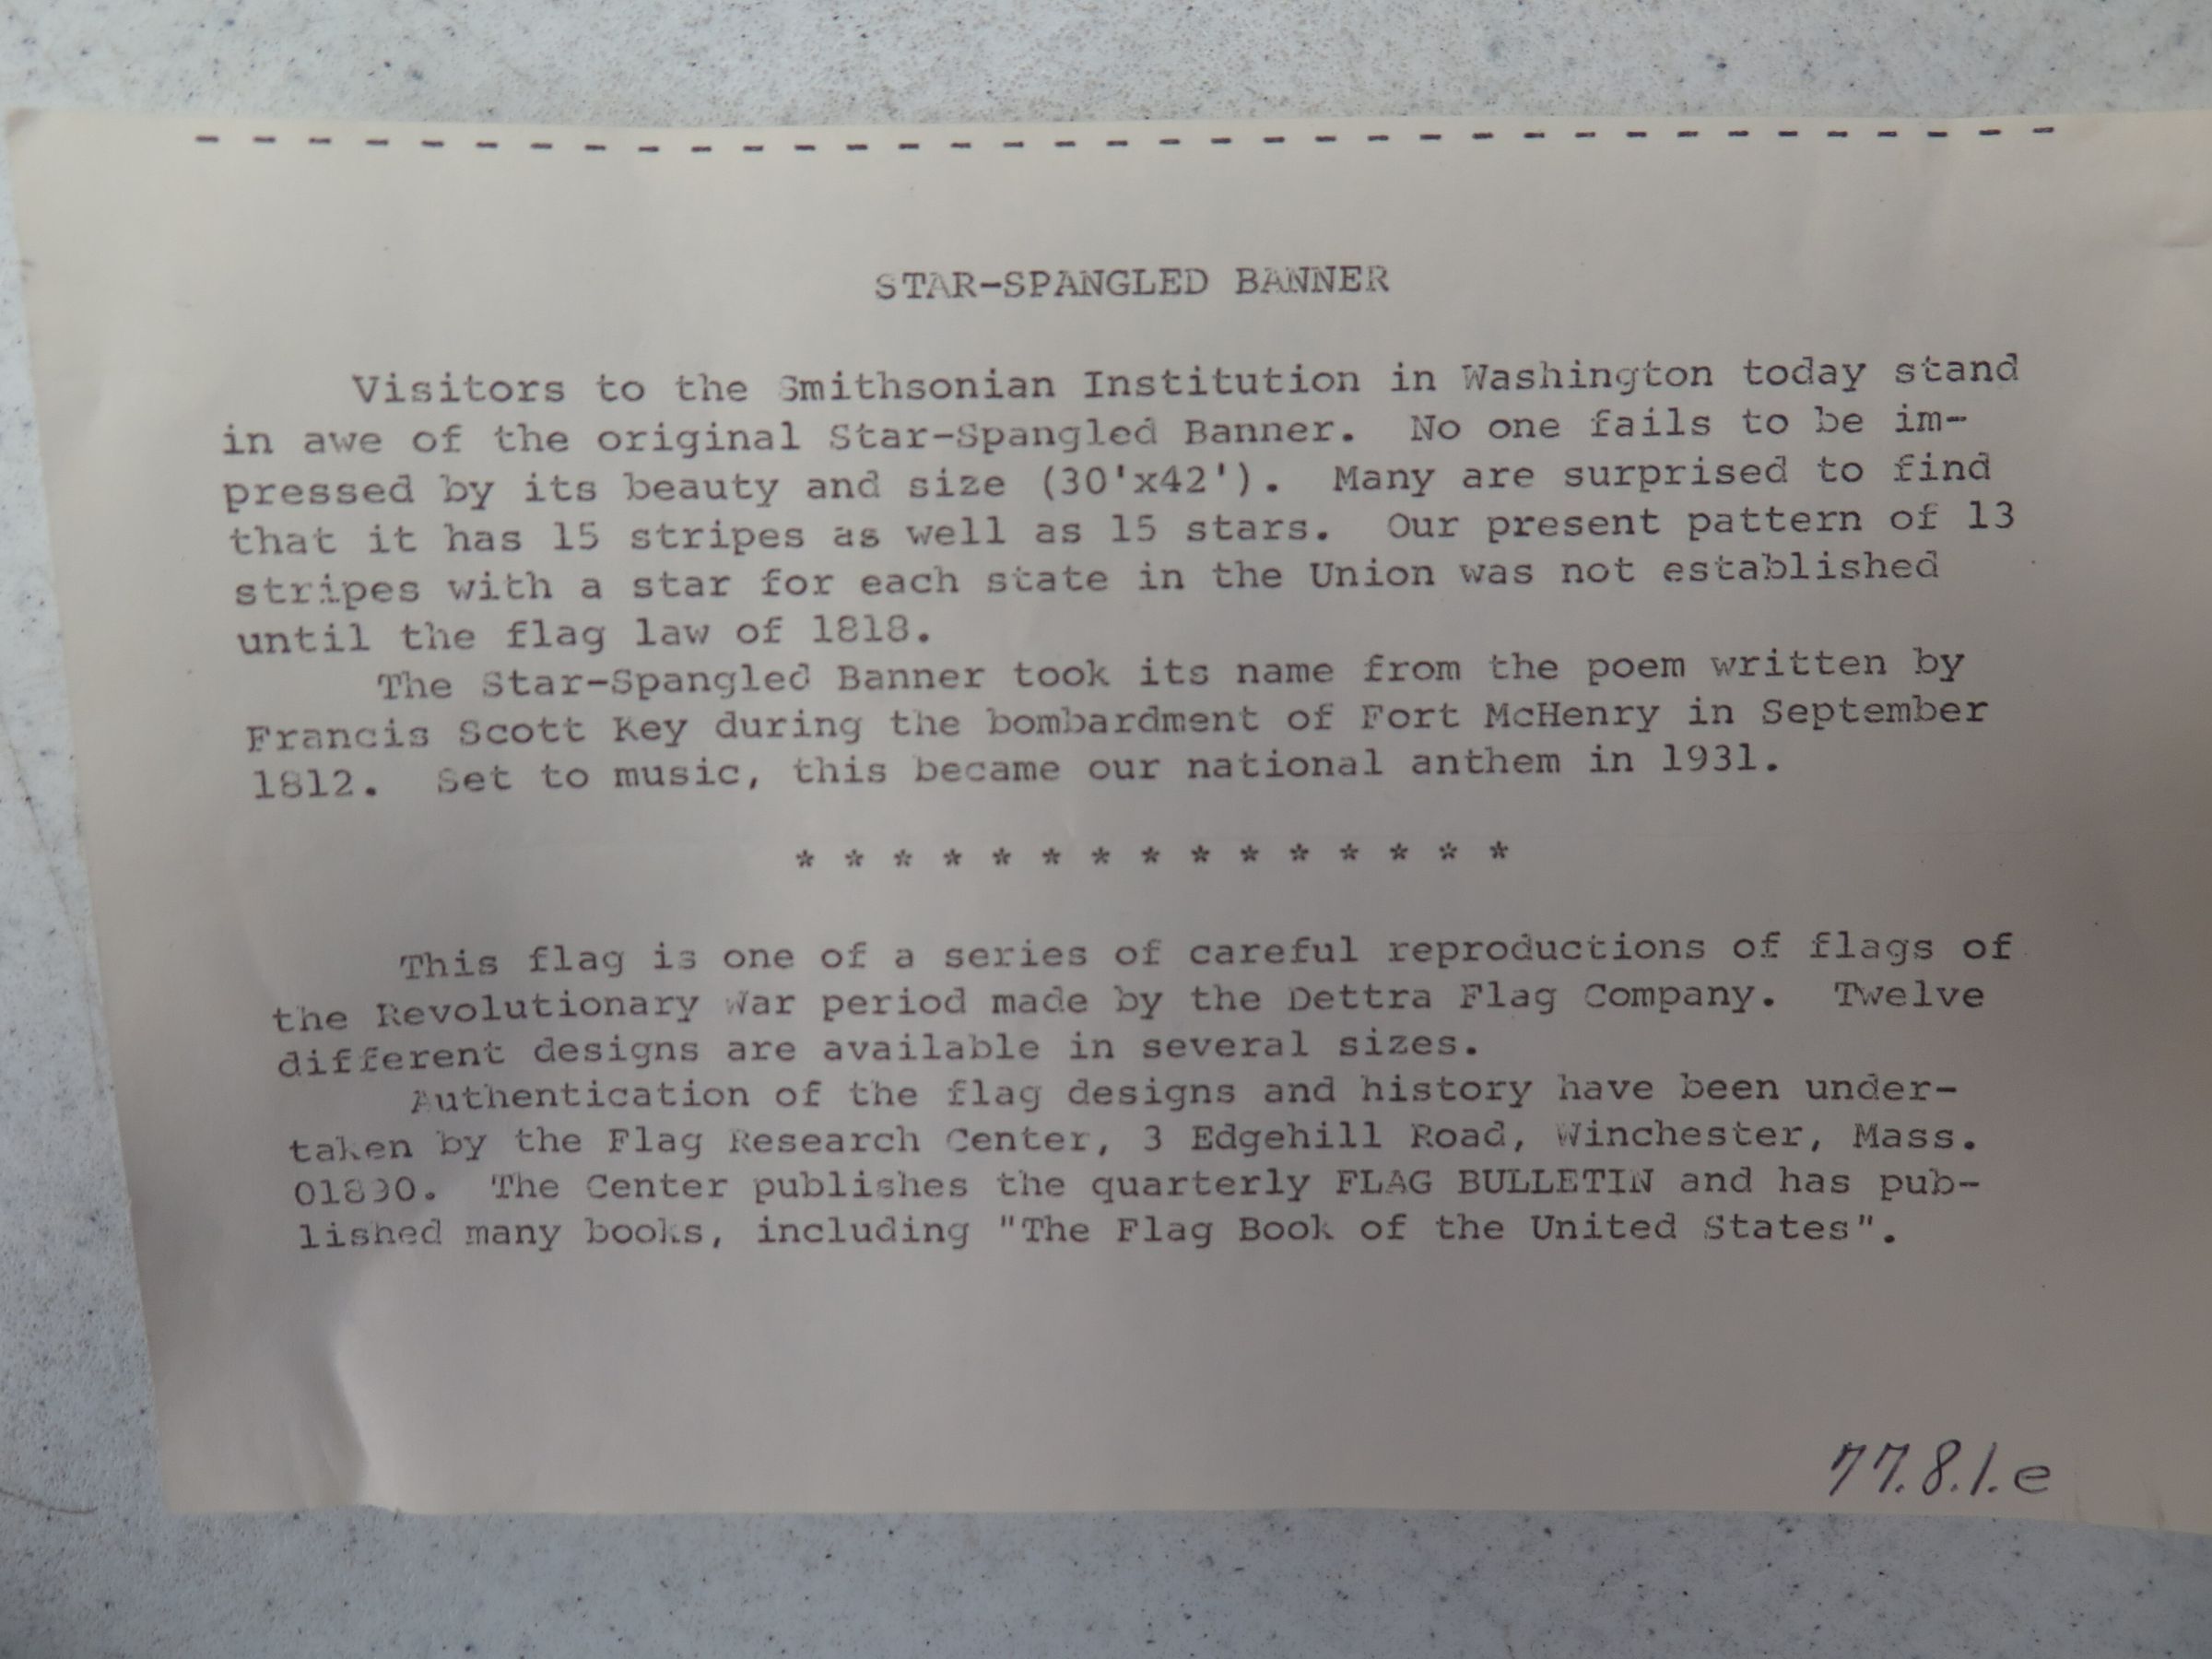 - - - - - - - - - - - - - - - - - - - - - - - - - - - - - - - - - - - -
STAR-SPANGLED BANNER
Visitors to the Smithsonian Institution in Washington today stand
in awe of the original Star-Spangled Banner. No one fails to be im-
pressed by its beauty and size (30'x42'). Many are surprised to find
that it has 15 stripes as well as 15 stars. Our present pattern of 13
stripes with a star for each state in the Union was not established
until the flag law of 1818.
The Star-Spangled Banner took its name from the poem written by
Francis Scott Key during the bombardment of Fort McHenry in September
1812. Set to music, this became our national anthem in 1931.
* * * * * * * * * * * * * * *
This flag is one of a series of careful reproductions of flags of
the Revolutionary War period made by the Dettra Flag Company. Twelve
different designs are available in several sizes.
Authentication of the flag designs and history have been under-
taken by the Flag Research Center, 3 Edgehill Road, Winchester, Mass.
01890. The Center publishes the quarterly FLAG BULLETIN and has pub-
lished many books, including "The Flag Book of the United States".
77.8.1.e